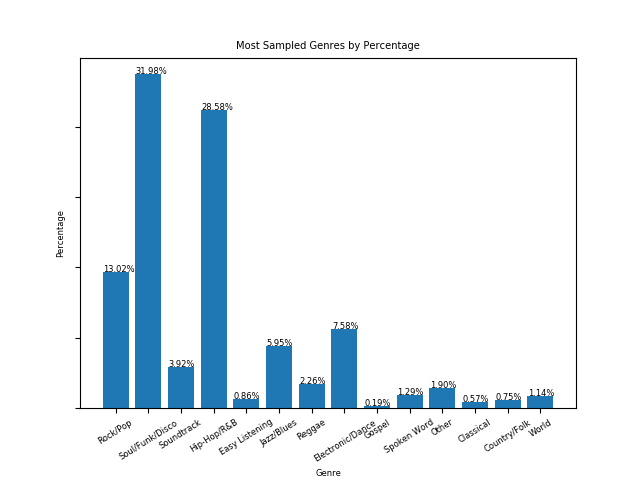 Most Sampled Genres by Percentage
Percentage
13.02%
31.98%
3.92%
28.58%
0.86%
5.95%
2.26%
7.58%
0.19%
1.29%
1.90%
0.57%
0.75%
1.14%
Rock/Pop
Soul/Funk/Disco
Soundtrack
Hip-Hop/R&B
Easy Listening
Jazz/Blues
Reggae
Electronic/Dance
Gospel
Spoken Word
Other
Classical
Country/Folk
World
Genre